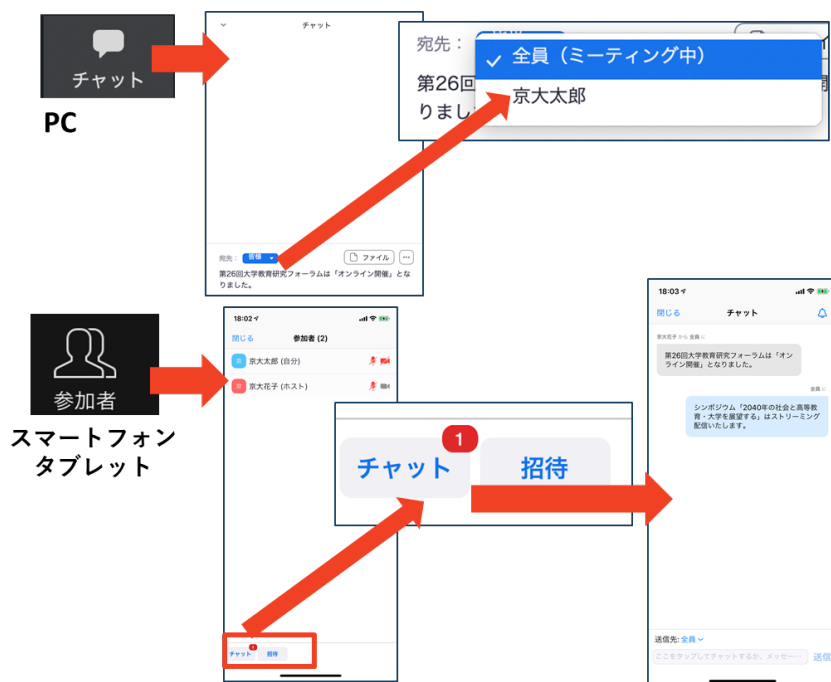 チャット
PC
チャット
宛先： 皆様
ファイル
第26回大学教育研究フォーラムは「オンライン開催」とな
りました。
宛先：
全員（ミーティング中）
京大太郎
第26回
りまし
参加者
スマートフォン
タブレット
18:02
閉じる 参加者 (2)
京大太郎 (自分)
京大花子 (ホスト)
チャット 招待
1
チャット 招待
18:03
閉じる チャット
京大花子 から 全員 に
第26回大学教育研究フォーラムは「オン
ライン開催」となりました。
全員 に
シンポジウム「2040年の社会と高等教
育・大学を展望する」はストリーミング
配信いたします。
送信先: 全員
ここをタップしてチャットするか、メッセー…
送信